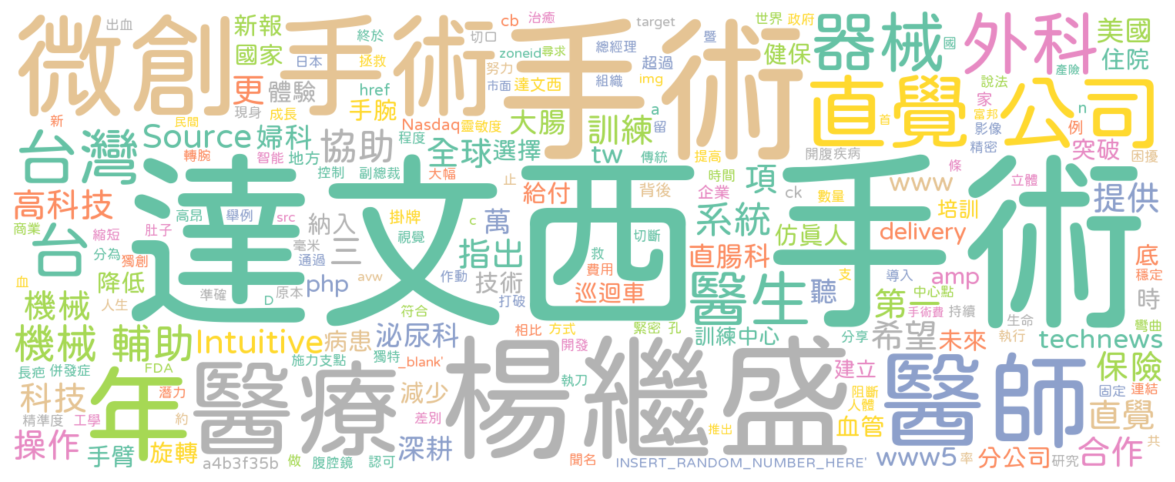 出血
新報
cb
治癒
target
世界
政府
國
美國
微創手術
手術
器械
外科
切口
總經理
暨
國家
終於
zoneid
尋求
健保
住院
日本
拯救
努力
超過
產險
更
體驗
href
市面
達文西
組織
img
直覺
公司
說法
手腕
現身
成長
Nasdaq
靈敏度
a
留
家
n
首
富邦
影像
例
新
民間
大腸
訓練
精密
台灣
Source
婦科
協助
程度
全球
選擇
tw
提高
傳統
開腹疾病
突破
困擾
轉腕
智能
地方
控制
副總裁
大幅
時間
條
立體
達文西手術
止
給付
背後
企業
項
ck
數量
www
培訓
提供
高科技
高昂
舉例
src
納入
掛牌
萬
系統
仿真人
delivery
台
商業
縮短
肚子
三
視覺
c
指出
救
切斷
費用
直腸科
底
穩定
分為
獨創
毫米
通過
降低
技術
作動
巡迴車
醫生
聽
支
導入
amp
時
血
人生
準確
D
原本
php
avw
打破
第一
中心點
機械
符合
緊密
孔
手術費
持續
生命
彎曲
機械 輔助
Intuitive
病患
泌尿科
相比
方式
訓練中心
分享
希望
未來
執行
technews
長疤
併發症
FDA
施力支點
獨特
_blank'
開發
建立
阻斷
保險
科技
年
潛力
醫療
減少
執刀
楊繼盛
人體
醫師
固定
連結
精準度
工學
約
差別
推出
血管
直覺
共
操作
手臂
旋轉
a4b3f35b
做
腹腔鏡
認可
深耕
聞名
INSERT_RANDOM_NUMBER_HERE'
www5
率
分公司
研究
合作